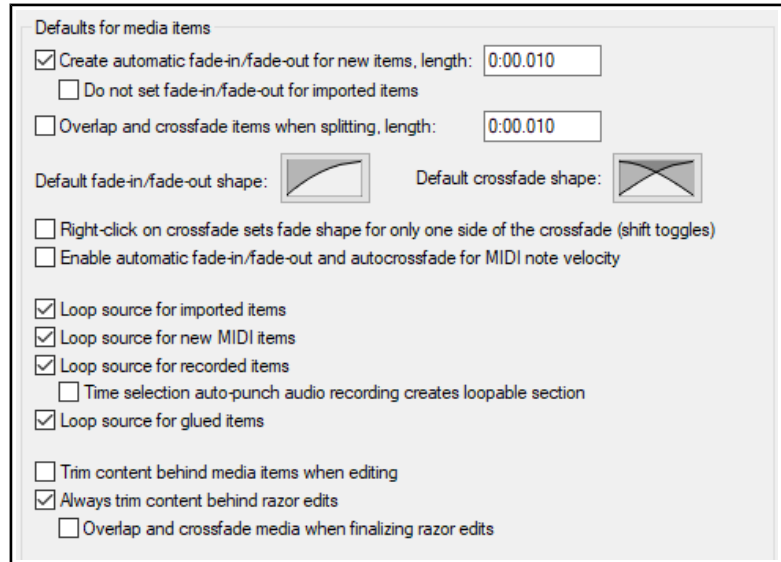 Defaults for media items
Create automatic fade-in/fade-out for new items, length: 0:00.010
Do not set fade-in/fade-out for imported items
Overlap and crossfade items when splitting, length: 0:00.010
Default fade-in/fade-out shape: Default crossfade shape:
Right-click on crossfade sets fade shape for only one side of the crossfade (shift toggles)
Enable automatic fade-in/fade-out and autocrossfade for MIDI note velocity
Loop source for imported items
Loop source for new MIDI items
Loop source for recorded items
Time selection auto-punch audio recording creates loopable section
Loop source for glued items
Trim content behind media items when editing
Always trim content behind razor edits
Overlap and crossfade media when finalizing razor edits